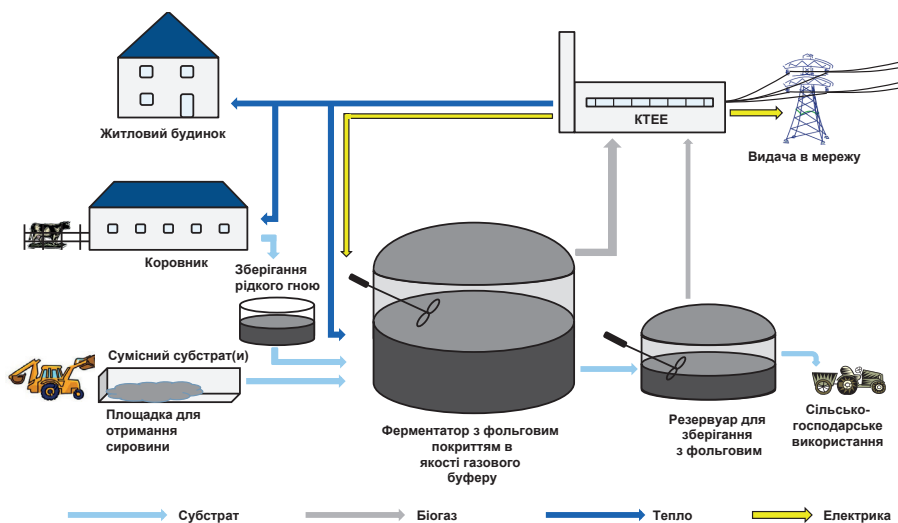 Житловий будинок
КТЕЕ
Видача в мережу
Коровник
Зберігання
рідкого гною
Сумісний субстрат(и)
Площадка для
отримання
сировини
Ферментатор з фольговим
покриттям в
якості газового
буферу
Резервуар для
зберігання
з фольговим
Сільсько-
господарське
використання
Субстрат
Біогаз
Тепло
Електрика